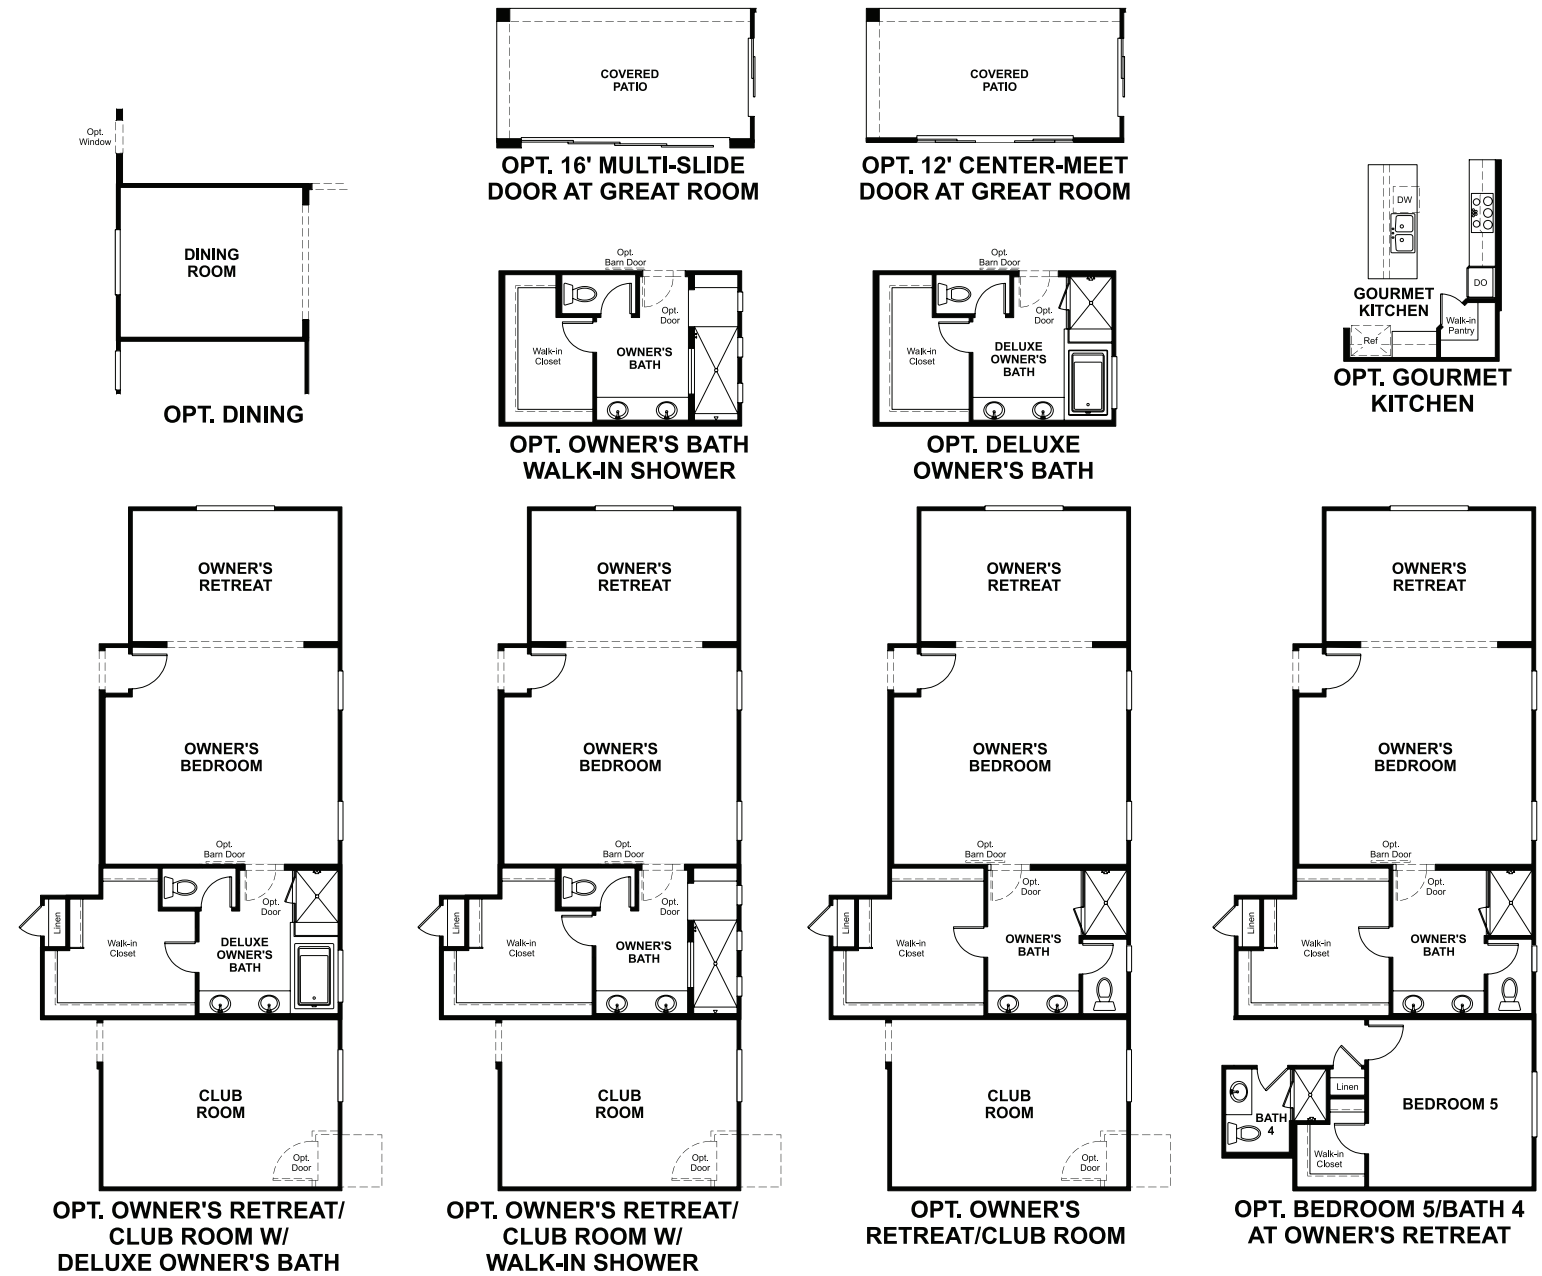 COVERED
PATIO
OPT. 16' MULTI-SLIDE
DOOR AT GREAT ROOM
COVERED
PATIO
OPT. 12' CENTER-MEET
DOOR AT GREAT ROOM
Opt.
Window
DINING
ROOM
OPT. DINING
Opt.
Barn Door
Opt.
Door
Walk-in
Closet
OWNER'S
BATH
OPT. OWNER'S BATH
WALK-IN SHOWER
Opt.
Barn Door
Opt.
Door
Walk-in
Closet
DELUXE
OWNER'S
BATH
OPT. DELUXE
OWNER'S BATH
DW
DO
GOURMET
KITCHEN
Walk-in
Pantry
Ref
OPT. GOURMET
KITCHEN
OWNER'S
RETREAT
OWNER'S
BEDROOM
Opt.
Barn Door
Opt.
Door
Linen
Walk-in
Closet
DELUXE
OWNER'S
BATH
CLUB
ROOM
Opt.
Door
OPT. OWNER'S RETREAT/
CLUB ROOM W/
DELUXE OWNER'S BATH
OWNER'S
RETREAT
OWNER'S
BEDROOM
Opt.
Barn Door
Opt.
Door
Linen
Walk-in
Closet
OWNER'S
BATH
CLUB
ROOM
Opt.
Door
OPT. OWNER'S RETREAT/
CLUB ROOM W/
WALK-IN SHOWER
OWNER'S
RETREAT
OWNER'S
BEDROOM
Opt.
Barn Door
Opt.
Door
Linen
Walk-in
Closet
OWNER'S
BATH
CLUB
ROOM
Opt.
Door
OPT. OWNER'S
RETREAT/CLUB ROOM
OWNER'S
RETREAT
OWNER'S
BEDROOM
Opt.
Barn Door
Opt.
Door
Linen
Walk-in
Closet
OWNER'S
BATH
Linen
BEDROOM 5
BATH
4
Walk-in
Closet
OPT. BEDROOM 5/BATH 4
AT OWNER'S RETREAT